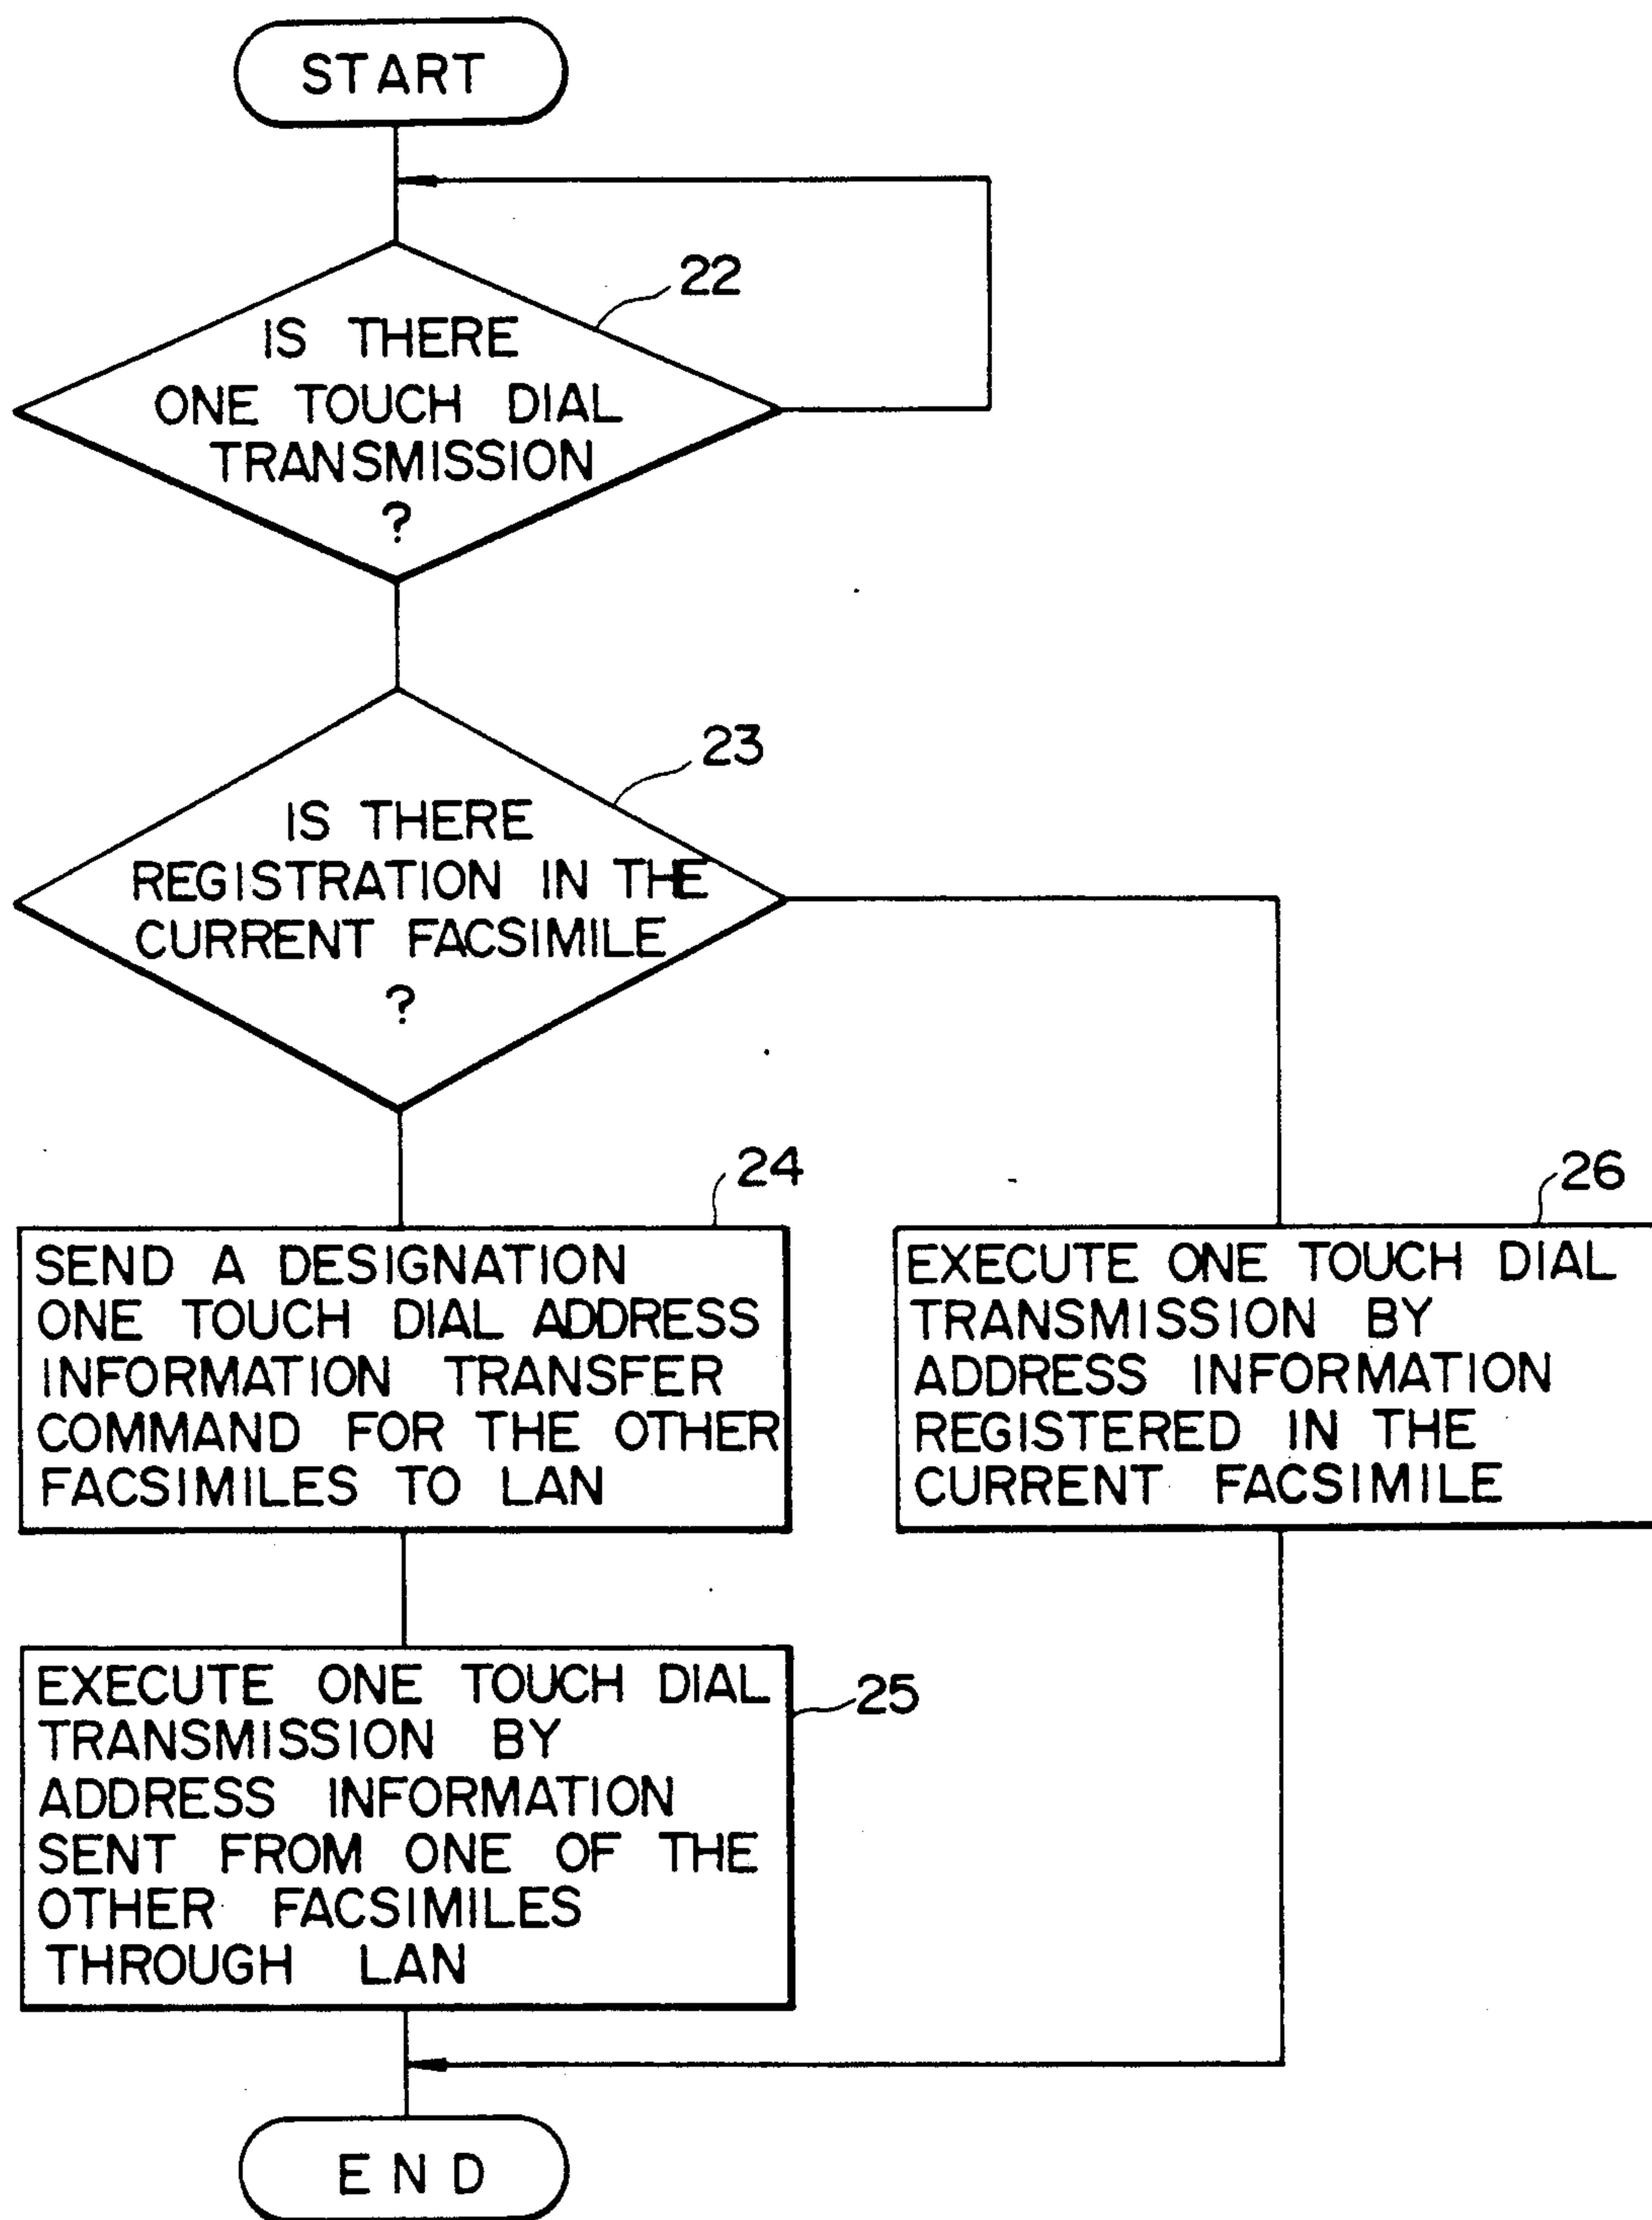 START
22
IS THERE
ONE TOUCH DIAL
TRANSMISSION
?
23
IS THERE
REGISTRATION IN THE
CURRENT FACSIMILE
?
24
SEND A DESIGNATION
ONE TOUCH DIAL ADDRESS
INFORMATION TRANSFER
COMMAND FOR THE OTHER
FACSIMILES TO LAN
26
EXECUTE ONE TOUCH DIAL
TRANSMISSION BY
ADDRESS INFORMATION
REGISTERED IN THE
CURRENT FACSIMILE
25
EXECUTE ONE TOUCH DIAL
TRANSMISSION BY
ADDRESS INFORMATION
SENT FROM ONE OF THE
OTHER FACSIMILES
THROUGH LAN
END